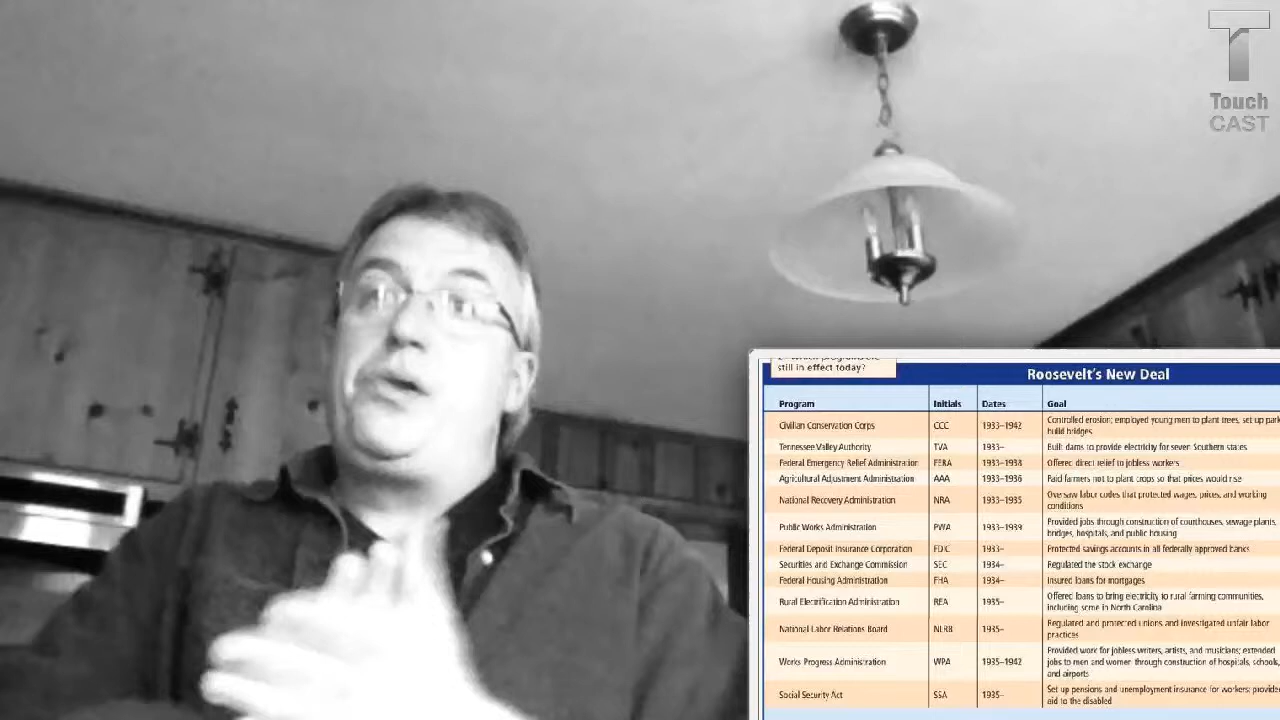 Touch
CAST
still in effect today?
Roosevelt's New Deal
Program Initials Dates Goal
Civilian Conservation Corps CCC 1933–1942 Controlled erosion; employed young men to plant trees, set up park
build bridges
Tennessee Valley Authority TVA 1933– Built dams to provide electricity for seven Southern states
Federal Emergency Relief Administration FERA 1933–1938 Offered direct relief to jobless workers
Agricultural Adjustment Administration AAA 1933–1936 Paid farmers not to plant crops so that prices would rise
National Recovery Administration NRA 1933–1935 Oversaw labor codes that protected wages, prices, and working
conditions
Public Works Administration PWA 1933–1939 Provided jobs through construction of courthouses, sewage plants,
bridges, hospitals, and public housing
Federal Deposit Insurance Corporation FDIC 1933– Protected savings accounts in all federally approved banks
Securities and Exchange Commission SEC 1934– Regulated the stock exchange
Federal Housing Administration FHA 1934– Insured loans for mortgages
Rural Electrification Administration REA 1935– Offered loans to bring electricity to rural farming communities,
including some in North Carolina
National Labor Relations Board NLRB 1935– Regulated and protected unions and investigated unfair labor
practices
Works Progress Administration WPA 1935–1942 Provided work for jobless writers, artists, and musicians; extended
jobs to men and women through construction of hospitals, schools,
and airports
Social Security Act SSA 1935– Set up pensions and unemployment insurance for workers; provide
aid to the disabled